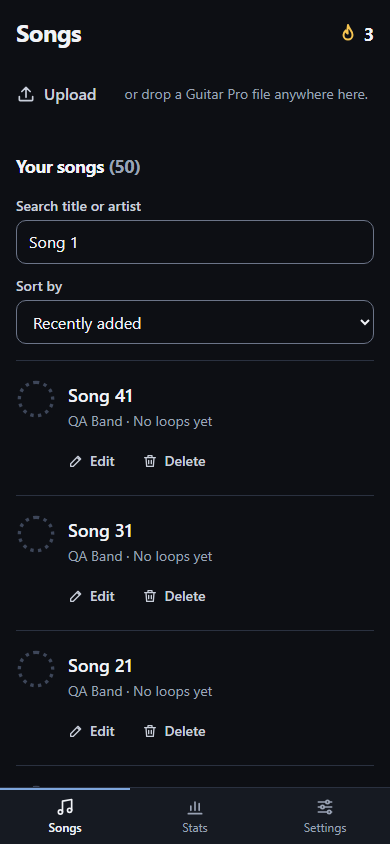 Songs
3
Upload
or drop a Guitar Pro file anywhere here.
Your songs (50)
Search title or artist
Song 1
Sort by
Recently added
Song 41
QA Band · No loops yet
Edit
Delete
Song 31
QA Band · No loops yet
Edit
Delete
Song 21
QA Band · No loops yet
Edit
Delete
Songs
Stats
Settings